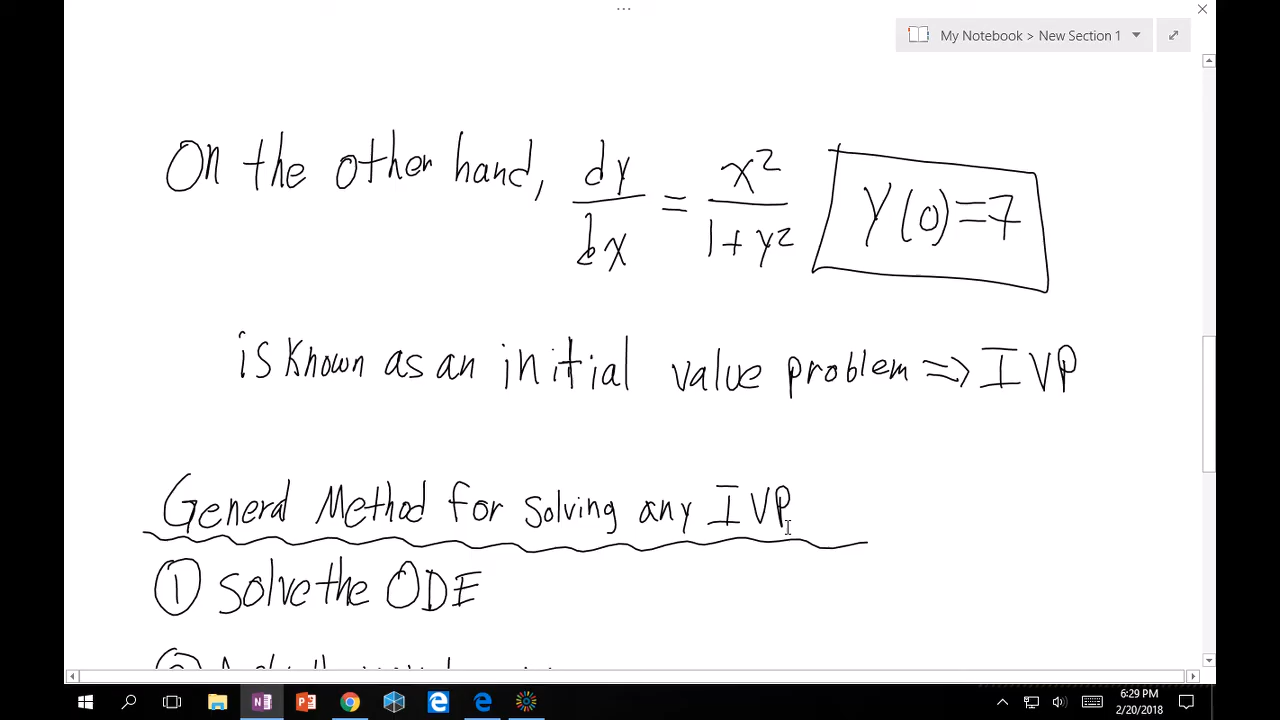 My Notebook > New Section 1
On the other hand, dy/dx = x²/1+y² y(0)=7
is known as an initial value problem ⇒ IVP
General Method for solving any IVP
① Solve the ODE
6:29 PM
2/20/2018